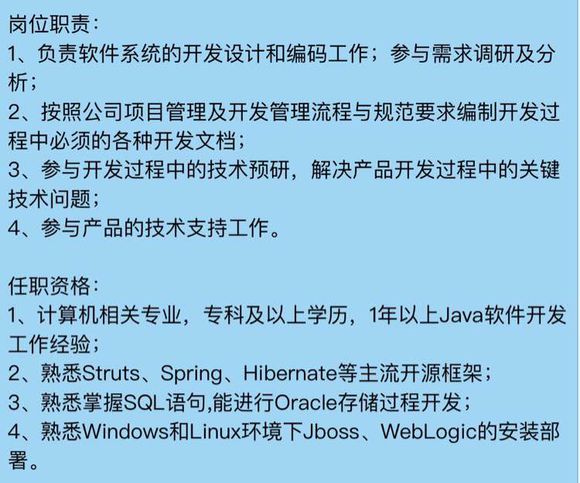 岗位职责：
1、负责软件系统的开发设计和编码工作；参与需求调研及分
析；
2、按照公司项目管理及开发管理流程与规范要求编制开发过
程中必须的各种开发文档；
3、参与开发过程中的技术预研，解决产品开发过程中的关键
技术问题；
4、参与产品的技术支持工作。
任职资格：
1、计算机相关专业，专科及以上学历，1年以上Java软件开发
工作经验；
2、熟悉Struts、Spring、Hibernate等主流开源框架；
3、熟悉掌握SQL语句,能进行Oracle存储过程开发；
4、熟悉Windows和Linux环境下Jboss、WebLogic的安装部
署。